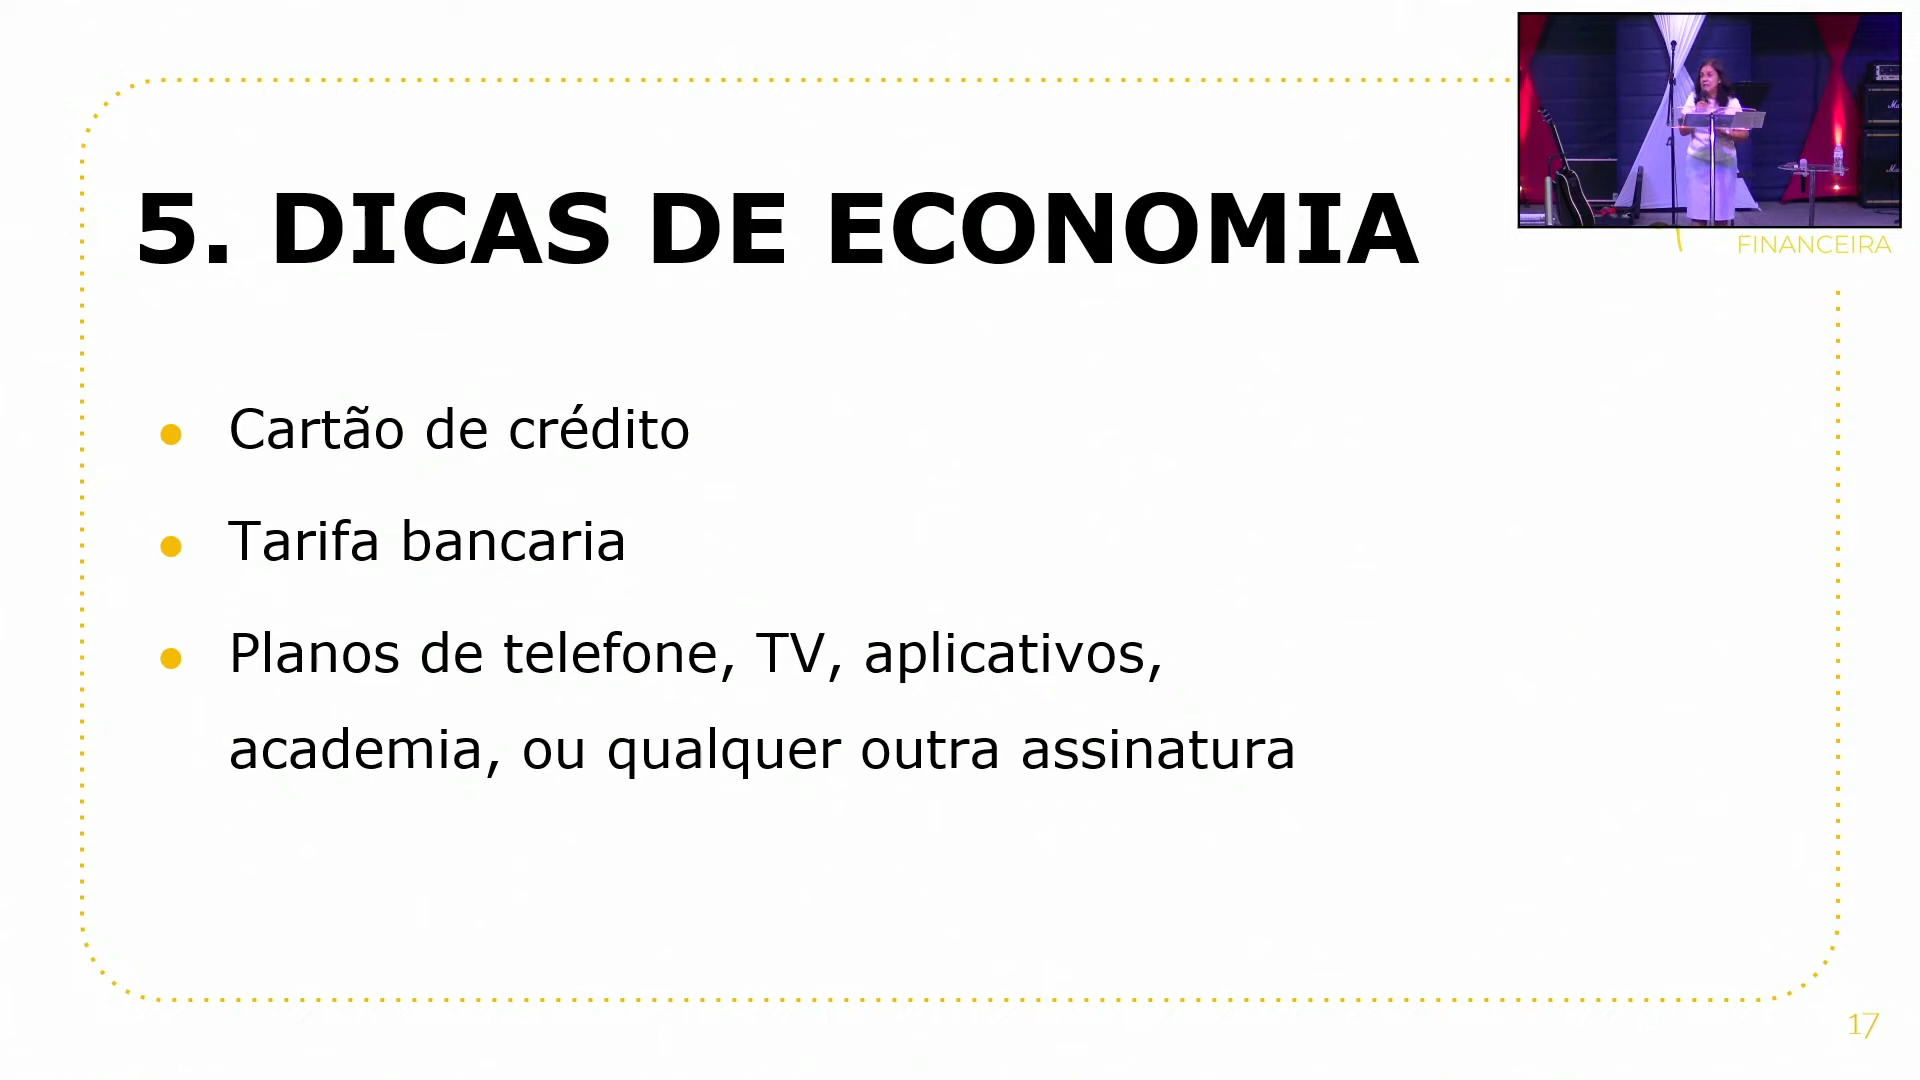 5. DICAS DE ECONOMIA
FINANCEIRA
Cartão de crédito
Tarifa bancaria
Planos de telefone, TV, aplicativos,
academia, ou qualquer outra assinatura
17